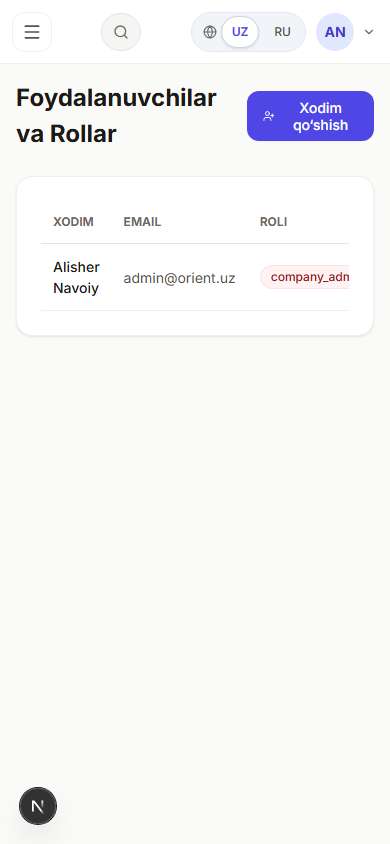 UZ RU AN
Foydalanuvchilar
va Rollar
Xodim
qo‘shish
XODIM EMAIL ROLI
Alisher
Navoiy
admin@orient.uz
company_adm
N